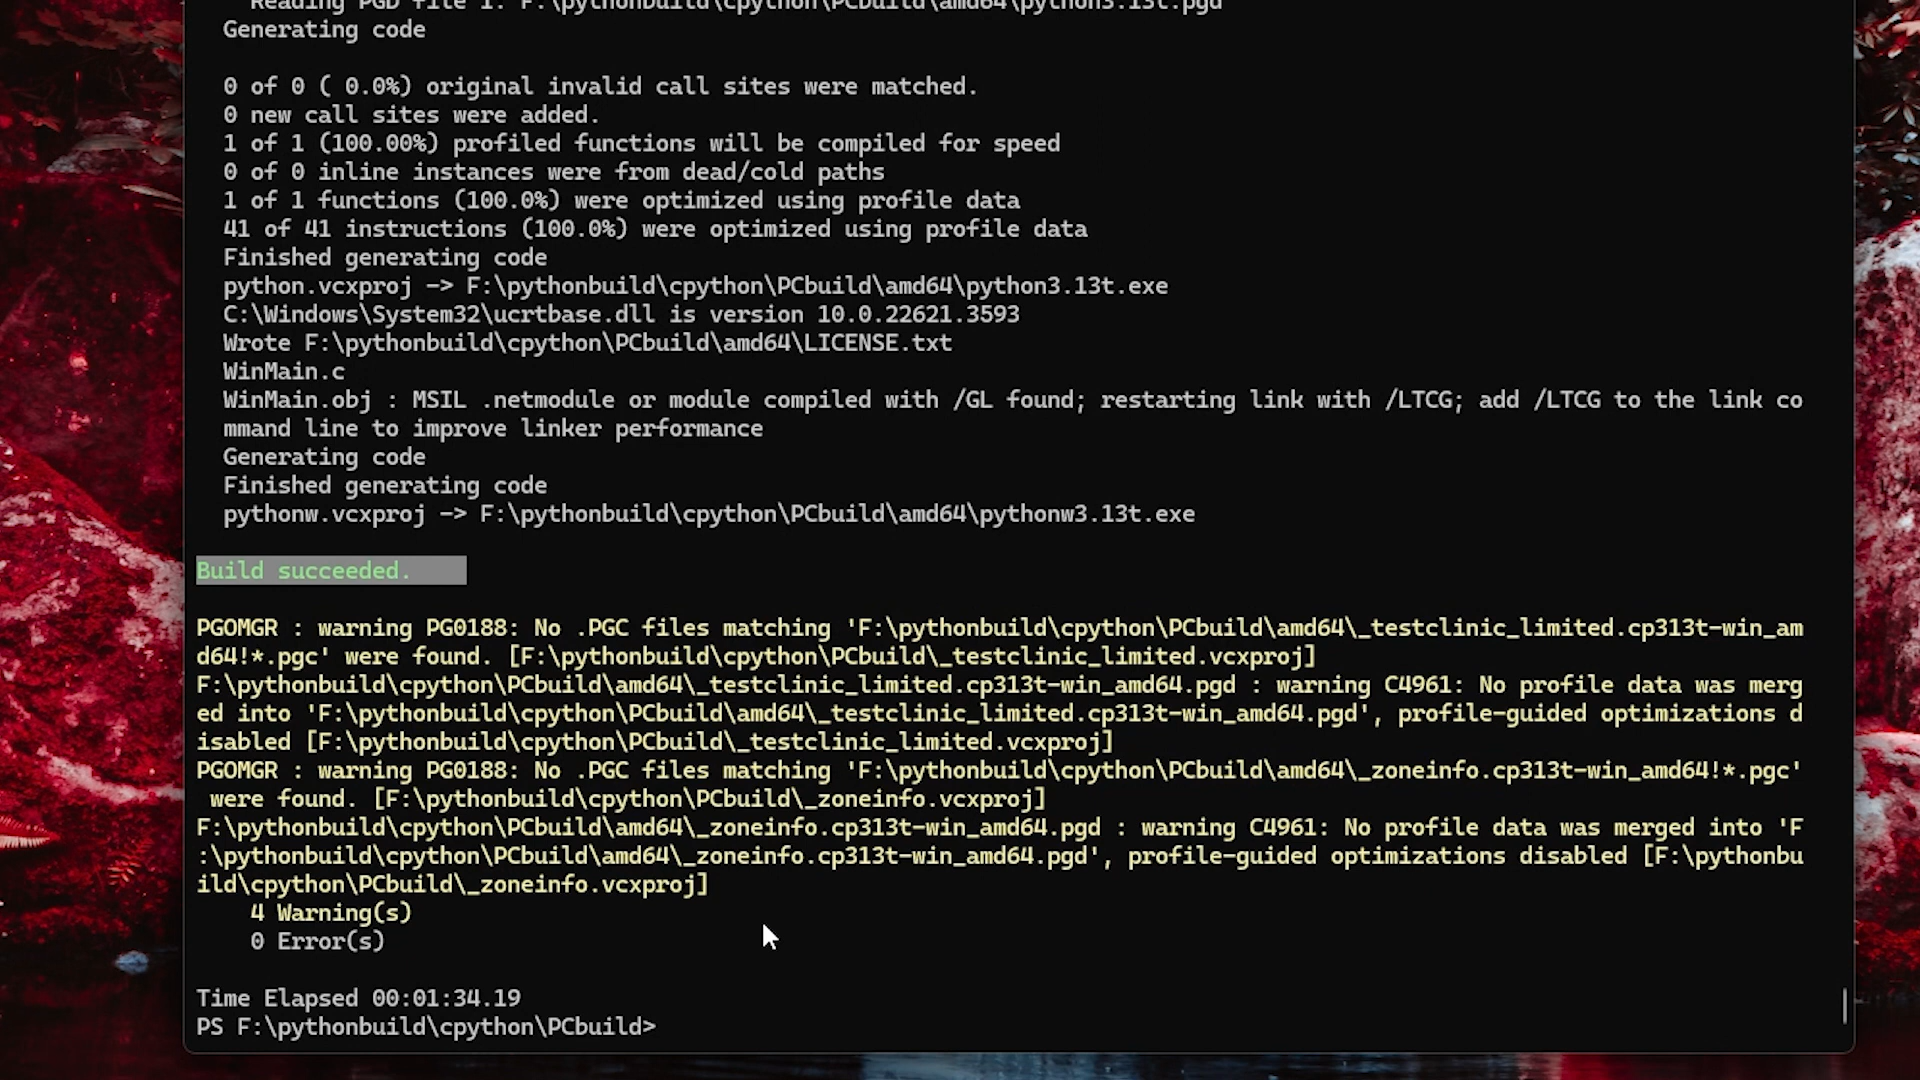 Reading PGD file 1: F:\pythonbuild\cpython\PCbuild\amd64\python3.13t.pgd
Generating code
0 of 0 ( 0.0%) original invalid call sites were matched.
0 new call sites were added.
1 of 1 (100.00%) profiled functions will be compiled for speed
0 of 0 inline instances were from dead/cold paths
1 of 1 functions (100.0%) were optimized using profile data
41 of 41 instructions (100.0%) were optimized using profile data
Finished generating code
python.vcxproj -> F:\pythonbuild\cpython\PCbuild\amd64\python3.13t.exe
C:\Windows\System32\ucrtbase.dll is version 10.0.22621.3593
Wrote F:\pythonbuild\cpython\PCbuild\amd64\LICENSE.txt
WinMain.c
WinMain.obj : MSIL .netmodule or module compiled with /GL found; restarting link with /LTCG; add /LTCG to the link co
mmand line to improve linker performance
Generating code
Finished generating code
pythonw.vcxproj -> F:\pythonbuild\cpython\PCbuild\amd64\pythonw3.13t.exe
Build succeeded.
PGOMGR : warning PG0188: No .PGC files matching 'F:\pythonbuild\cpython\PCbuild\amd64\_testclinic_limited.cp313t-win_am
d64!*.pgc' were found. [F:\pythonbuild\cpython\PCbuild\_testclinic_limited.vcxproj]
F:\pythonbuild\cpython\PCbuild\amd64\_testclinic_limited.cp313t-win_amd64.pgd : warning C4961: No profile data was merg
ed into 'F:\pythonbuild\cpython\PCbuild\amd64\_testclinic_limited.cp313t-win_amd64.pgd', profile-guided optimizations d
isabled [F:\pythonbuild\cpython\PCbuild\_testclinic_limited.vcxproj]
PGOMGR : warning PG0188: No .PGC files matching 'F:\pythonbuild\cpython\PCbuild\amd64\_zoneinfo.cp313t-win_amd64!*.pgc'
were found. [F:\pythonbuild\cpython\PCbuild\_zoneinfo.vcxproj]
F:\pythonbuild\cpython\PCbuild\amd64\_zoneinfo.cp313t-win_amd64.pgd : warning C4961: No profile data was merged into 'F
:\pythonbuild\cpython\PCbuild\amd64\_zoneinfo.cp313t-win_amd64.pgd', profile-guided optimizations disabled [F:\pythonbu
ild\cpython\PCbuild\_zoneinfo.vcxproj]
4 Warning(s)
0 Error(s)
Time Elapsed 00:01:34.19
PS F:\pythonbuild\cpython\PCbuild>